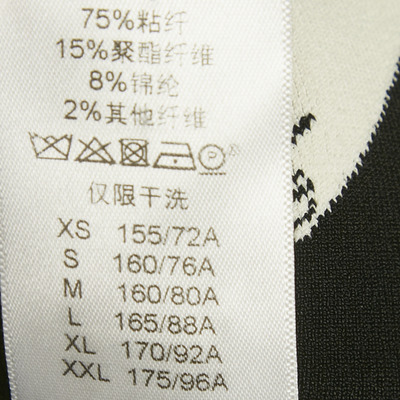 75%粘纤
15%聚酯纤维
8%锦纶
2%其他纤维
P®
仅限干洗
XS 155/72A
S 160/76A
M 160/80A
L 165/88A
XL 170/92A
XXL 175/96A